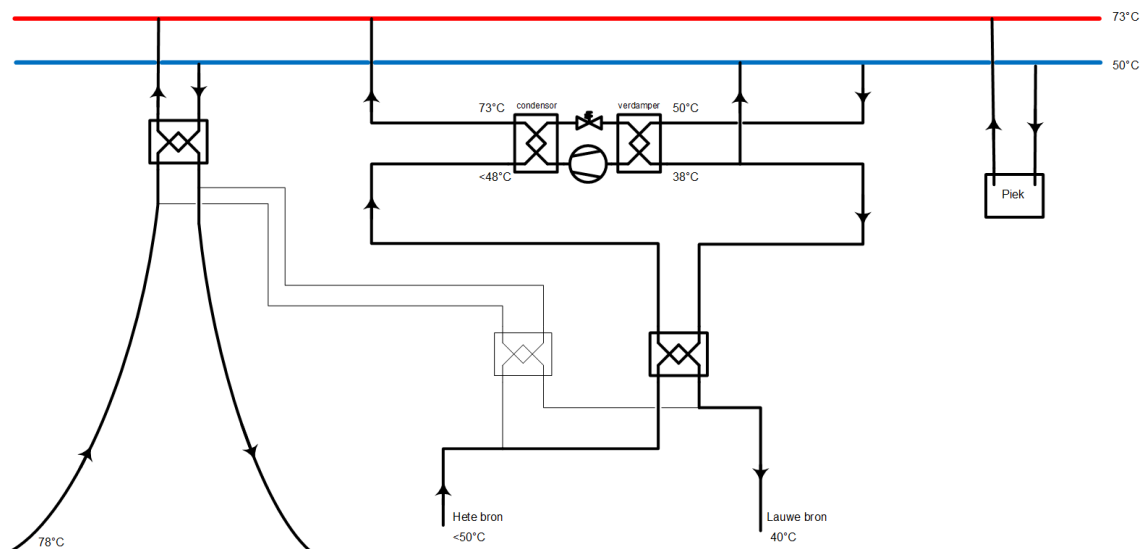 73°C
50°C
73°C
condensor
verdamper
50°C
<48°C
38°C
Piek
Hete bron
<50°C
Lauwe bron
40°C
78°C